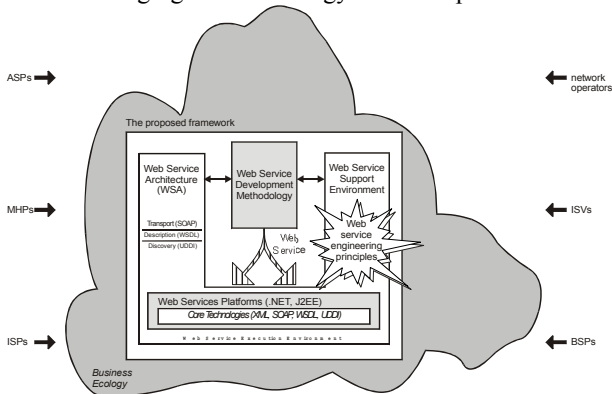 ASPs
network
operators
The proposed framework
Web Service
Architecture
(WSA)
Web Service
Development
Methodology
Web Service
Support
Environment
MHPs
ISVs
Transport (SOAP)
Description (WSDL)
Discovery (UDDI)
Web
Service
Web
service
engineering
principles
Web Services Platforms (.NET, J2EE)
Core Technologies (XML, SOAP, WSDL, UDDI)
Web Service Execution Environment
ISPs
BSPs
Business
Ecology